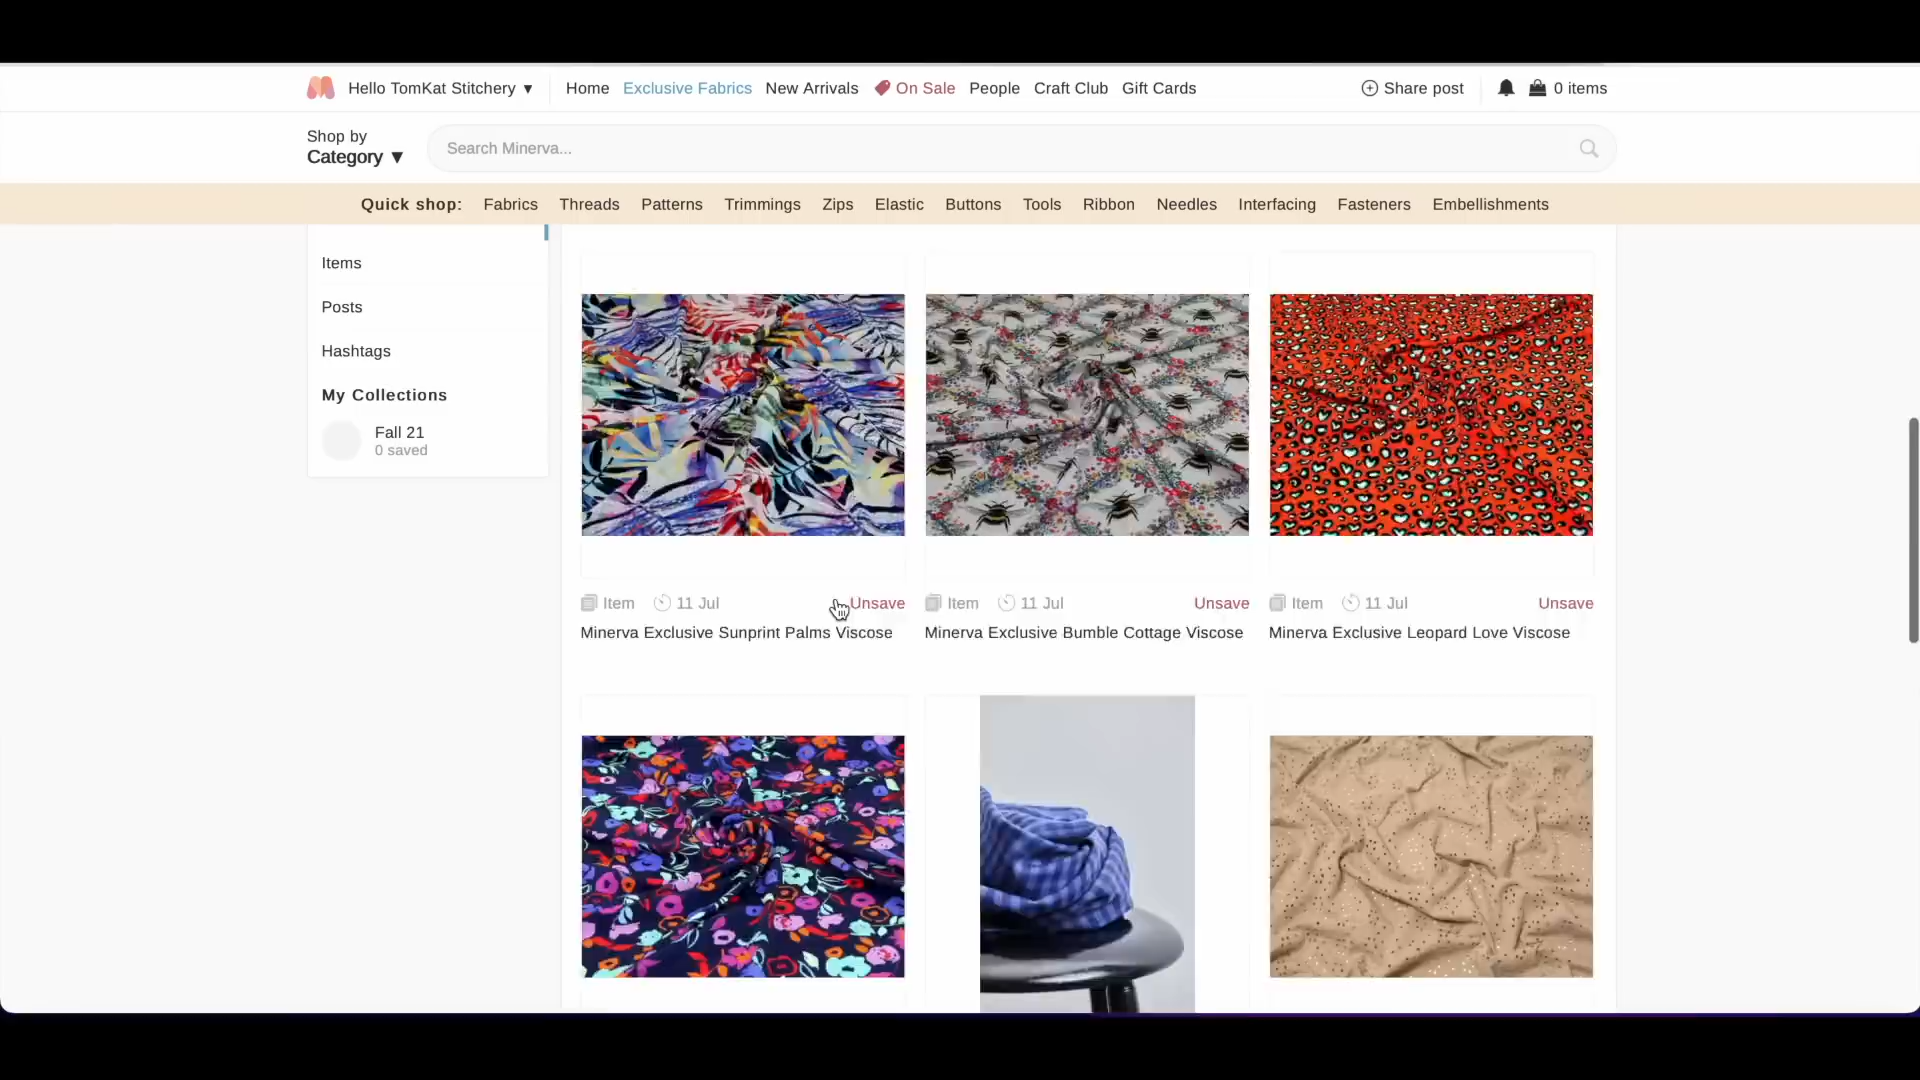 Hello TomKat Stitchery ▼ Home Exclusive Fabrics New Arrivals On Sale People Craft Club Gift Cards Share post 0 items
Shop by
Category ▼
Search Minerva...
Quick shop: Fabrics Threads Patterns Trimmings Zips Elastic Buttons Tools Ribbon Needles Interfacing Fasteners Embellishments
Items
Posts
Hashtags
My Collections
Fall 21
0 saved
Item 11 Jul Unsave
Minerva Exclusive Sunprint Palms Viscose
Item 11 Jul Unsave
Minerva Exclusive Bumble Cottage Viscose
Item 11 Jul Unsave
Minerva Exclusive Leopard Love Viscose